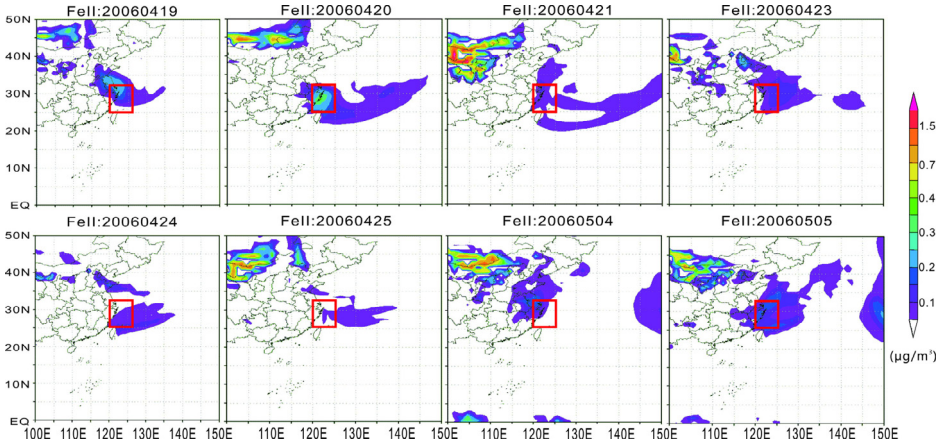 FeII:20060419 FeII:20060420 FeII:20060421 FeII:20060423
50N
40N
30N
20N
10N
EQ
1.5
0.7
0.4
0.3
0.2
0.1
(μg/m³)
FeII:20060424 FeII:20060425 FeII:20060504 FeII:20060505
50N
40N
30N
20N
10N
EQ
100E 110E 120E 130E 140E 150E 110E 120E 130E 140E 150E 110E 120E 130E 140E 150E 110E 120E 130E 140E 150E